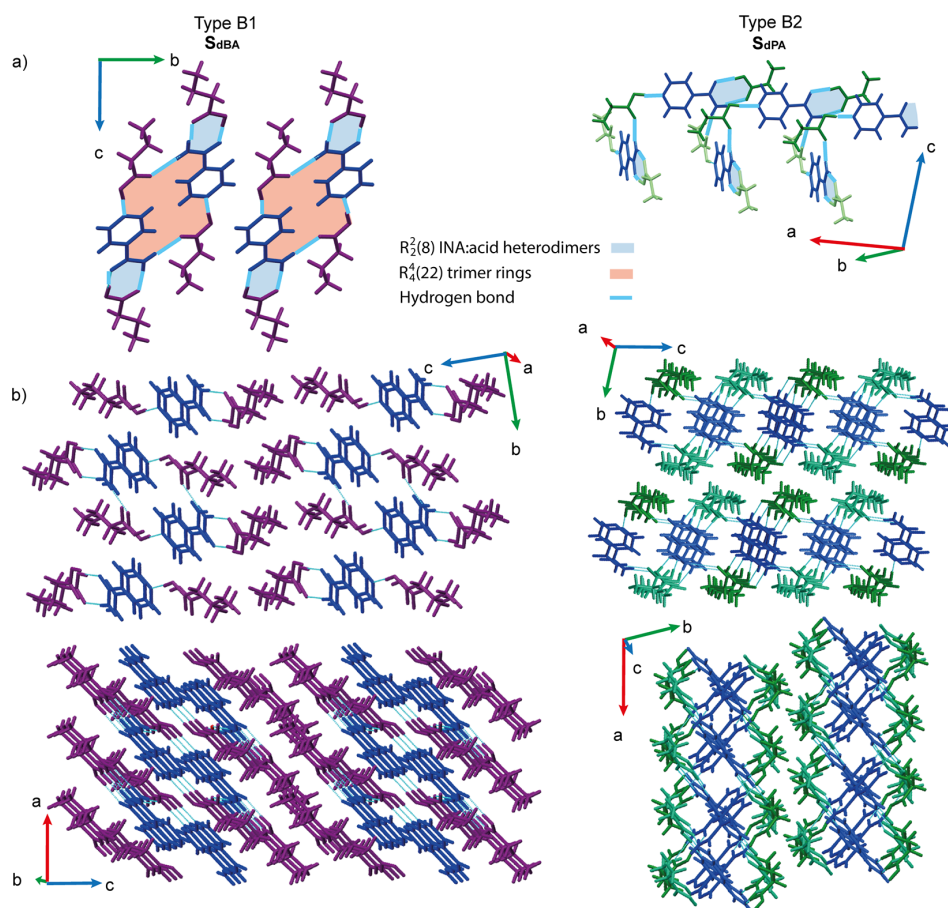 Type B1
SdBA
Type B2
SdPA
a)
b
c
c
a
b
R²₂(8) INA:acid heterodimers
R⁴₄(22) trimer rings
Hydrogen bond
b)
c
a
b
a
c
b
a
b
c
b
c
a